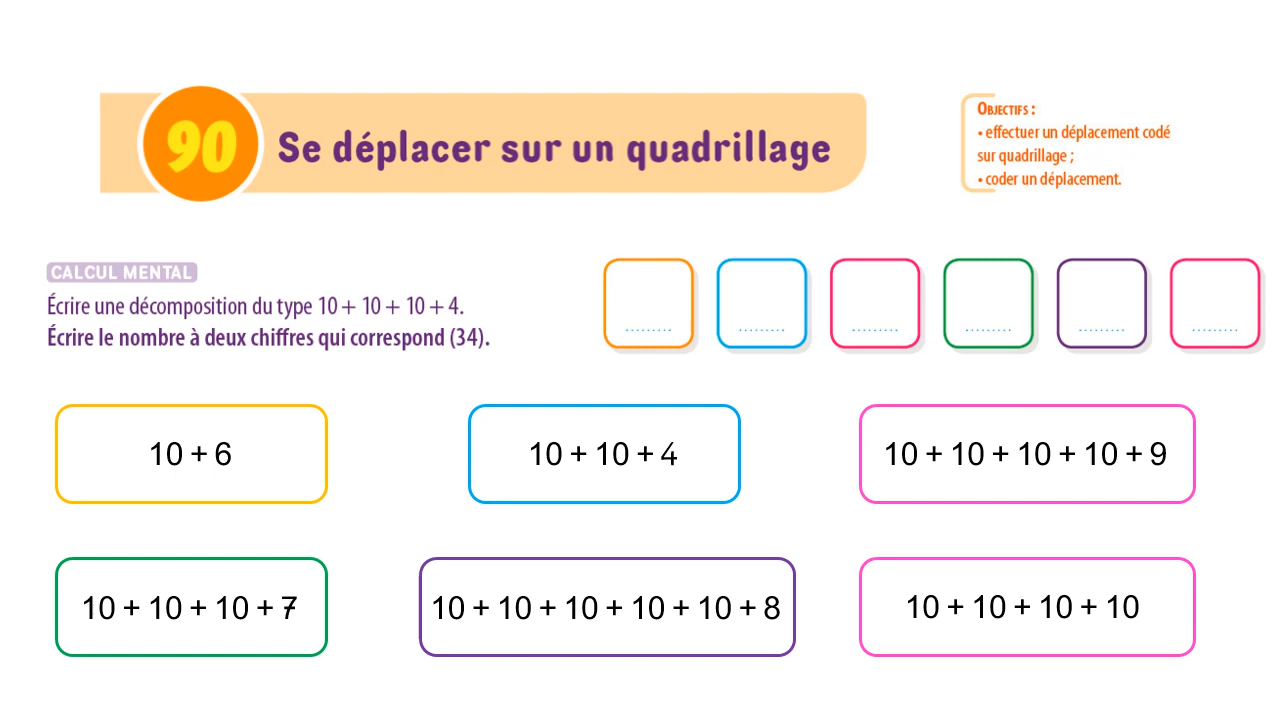 90
Se déplacer sur un quadrillage
OBJECTIFS :
• effectuer un déplacement codé
sur quadrillage ;
• coder un déplacement.
CALCUL MENTAL
Écrire une décomposition du type 10 + 10 + 10 + 4.
Écrire le nombre à deux chiffres qui correspond (34).
......... ......... ......... ......... ......... .........
10 + 6
10 + 10 + 4
10 + 10 + 10 + 10 + 9
10 + 10 + 10 + 7
10 + 10 + 10 + 10 + 10 + 8
10 + 10 + 10 + 10